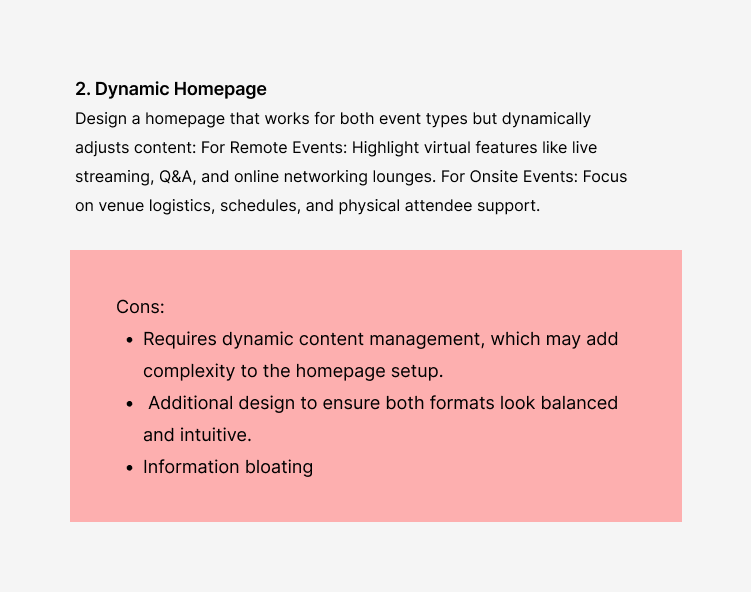 2. Dynamic Homepage
Design a homepage that works for both event types but dynamically
adjusts content: For Remote Events: Highlight virtual features like live
streaming, Q&A, and online networking lounges. For Onsite Events: Focus
on venue logistics, schedules, and physical attendee support.
Cons:
• Requires dynamic content management, which may add
complexity to the homepage setup.
• Additional design to ensure both formats look balanced
and intuitive.
• Information bloating